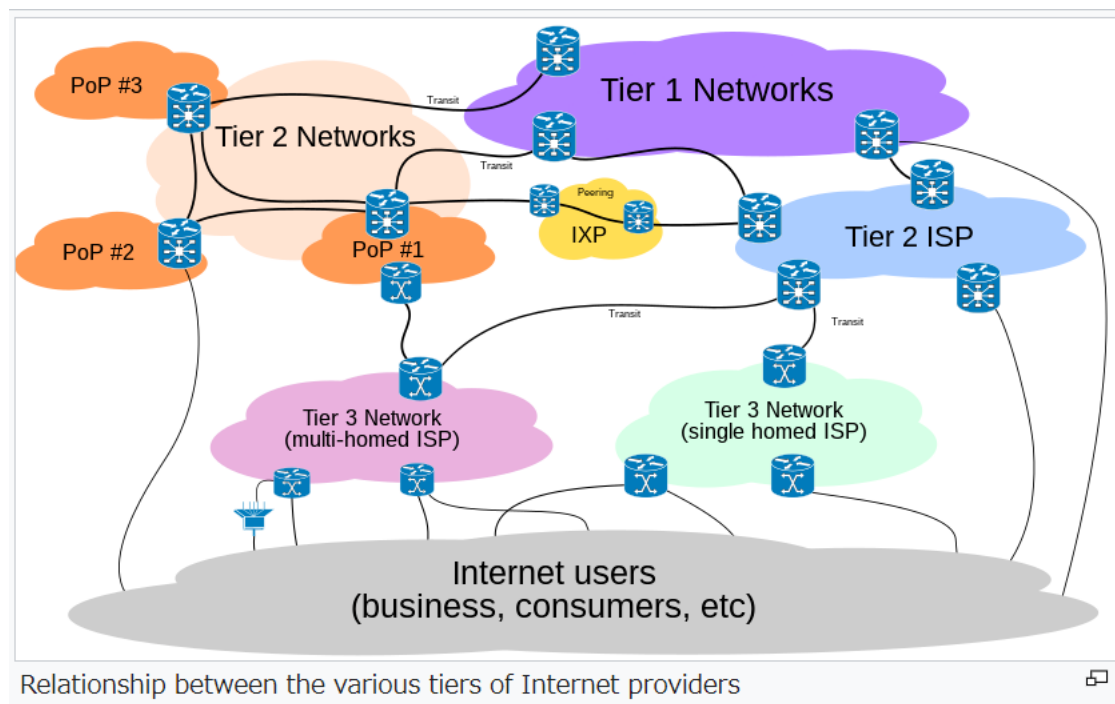 PoP #3
Transit
Tier 1 Networks
Tier 2 Networks
Transit
Peering
PoP #2
PoP #1
IXP
Tier 2 ISP
Transit
Transit
Tier 3 Network
(multi-homed ISP)
Tier 3 Network
(single homed ISP)
Internet users
(business, consumers, etc)
Relationship between the various tiers of Internet providers